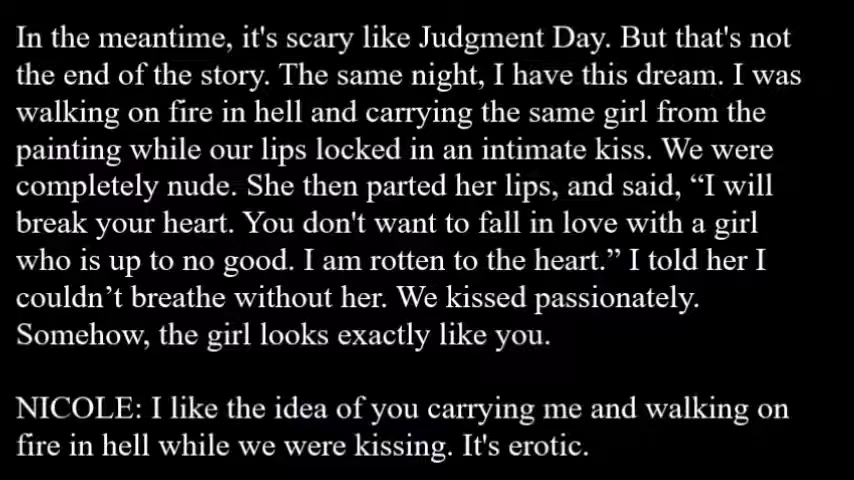 In the meantime, it's scary like Judgment Day. But that's not
the end of the story. The same night, I have this dream. I was
walking on fire in hell and carrying the same girl from the
painting while our lips locked in an intimate kiss. We were
completely nude. She then parted her lips, and said, “I will
break your heart. You don't want to fall in love with a girl
who is up to no good. I am rotten to the heart.” I told her I
couldn’t breathe without her. We kissed passionately.
Somehow, the girl looks exactly like you.
NICOLE: I like the idea of you carrying me and walking on
fire in hell while we were kissing. It's erotic.